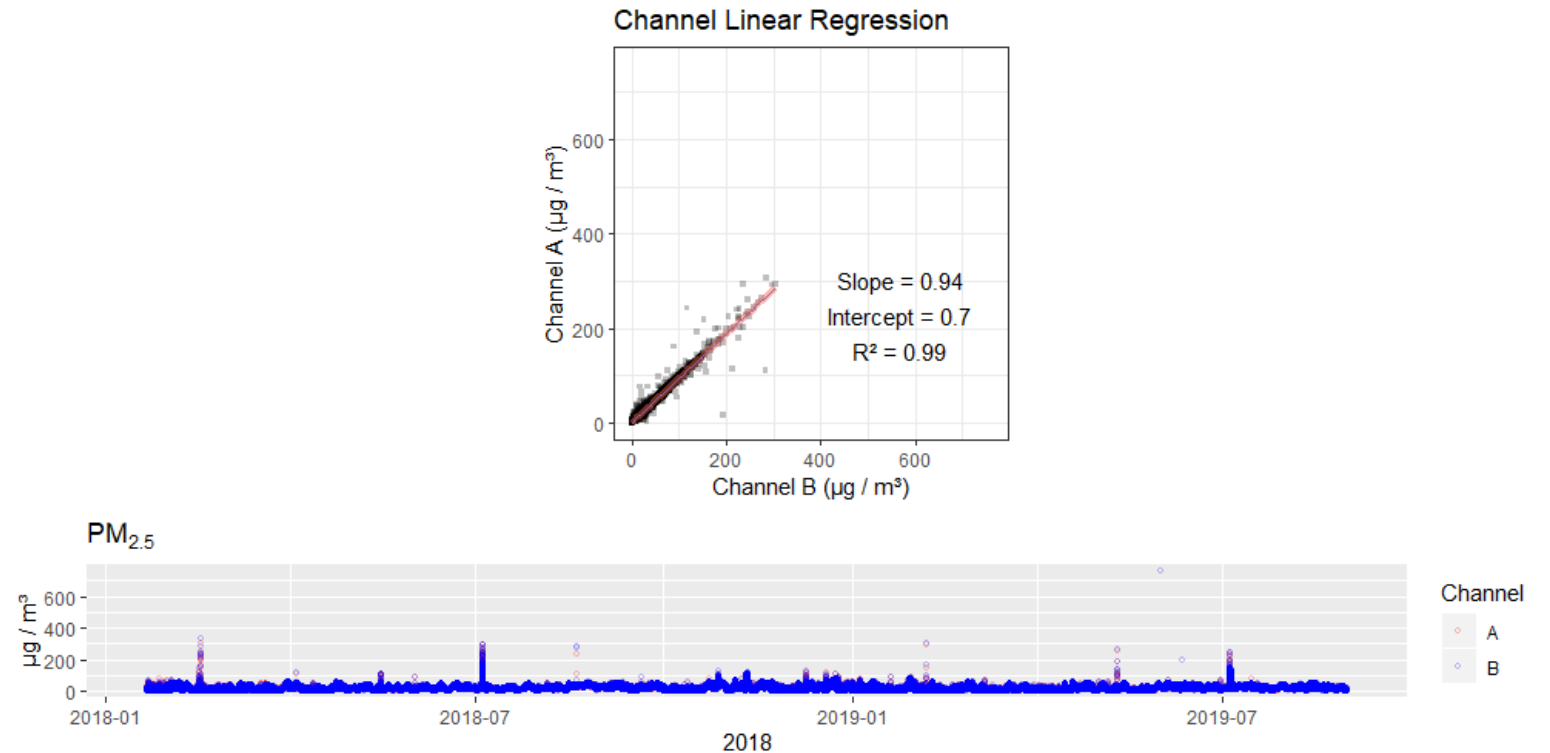 Channel Linear Regression
Channel A (µg / m³)
600
400
200
0
Slope = 0.94
Intercept = 0.7
R² = 0.99
0 200 400 600
Channel B (µg / m³)
PM2.5
µg / m³
600
400
200
0
2018-01 2018-07 2019-01 2019-07
2018
Channel
A
B